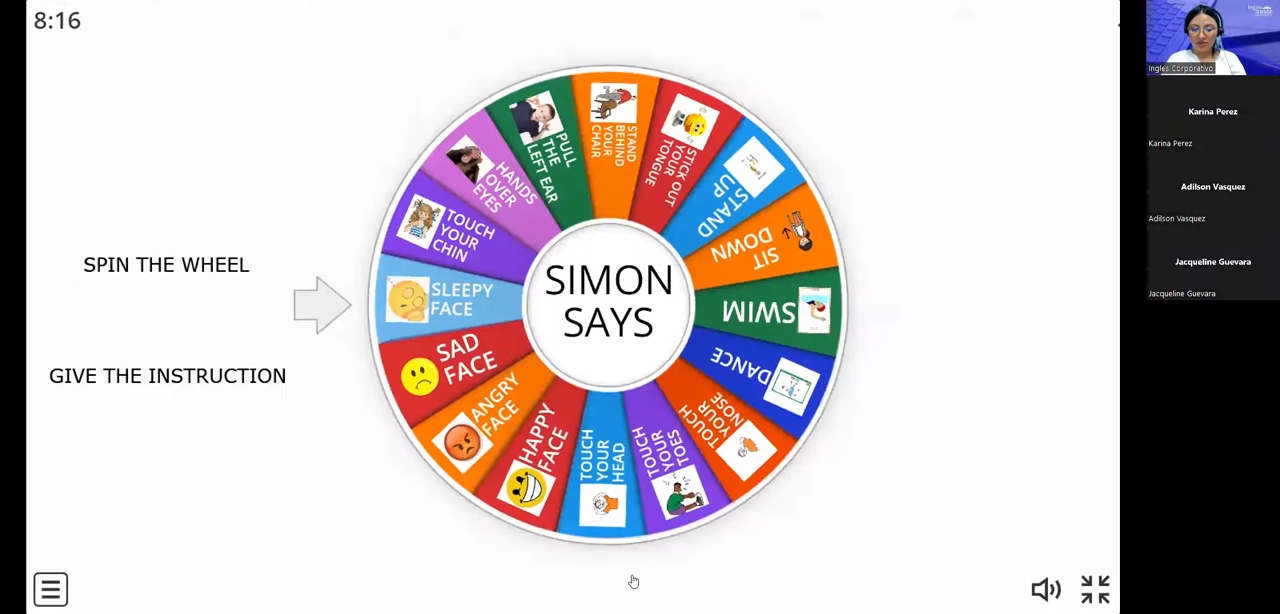 8:16
SPIN THE WHEEL
GIVE THE INSTRUCTION
SIMON
SAYS
STAND
BEHIND
YOUR
CHAIR
STICK OUT
YOUR
TONGUE
STAND
UP
SIT
DOWN
SWIM
DANCE
TOUCH
YOUR
NOSE
TOUCH
YOUR
TOES
TOUCH
YOUR
HEAD
HAPPY
FACE
ANGRY
FACE
SAD
FACE
SLEEPY
FACE
TOUCH
YOUR
CHIN
HANDS
OVER
EYES
PULL
THE
LEFT EAR
Ingles Corporativo
Karina Perez
Karina Perez
Adilson Vasquez
Adilson Vasquez
Jacqueline Guevara
Jacqueline Guevara